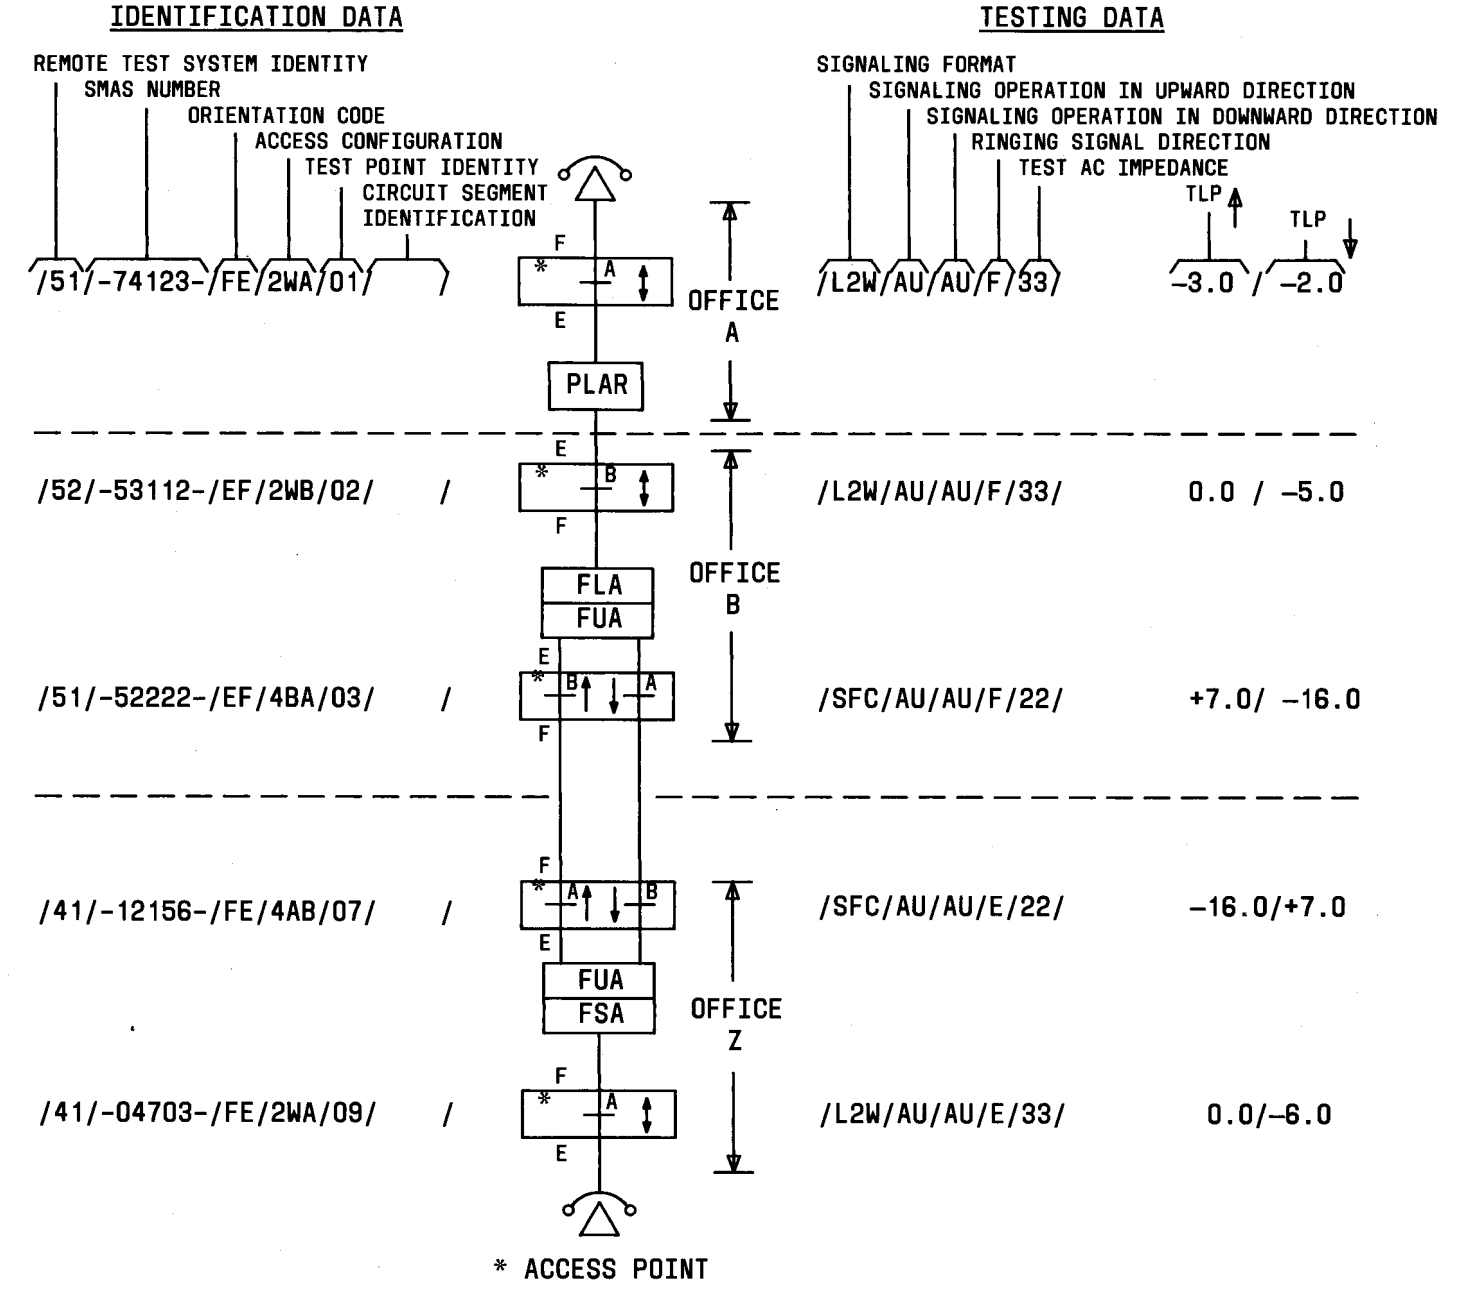 IDENTIFICATION DATA
TESTING DATA
REMOTE TEST SYSTEM IDENTITY
SMAS NUMBER
ORIENTATION CODE
ACCESS CONFIGURATION
TEST POINT IDENTITY
CIRCUIT SEGMENT
IDENTIFICATION
SIGNALING FORMAT
SIGNALING OPERATION IN UPWARD DIRECTION
SIGNALING OPERATION IN DOWNWARD DIRECTION
RINGING SIGNAL DIRECTION
TEST AC IMPEDANCE
TLP
TLP
/51/-74123-/FE/2WA/01/ /
F
* A
E
OFFICE
A
/L2W/AU/AU/F/33/
-3.0 / -2.0
PLAR
/52/-53112-/EF/2WB/02/ /
E
* B
F
/L2W/AU/AU/F/33/
0.0 / -5.0
FLA
FUA
OFFICE
B
/51/-52222-/EF/4BA/03/ /
E
* B A
F
/SFC/AU/AU/F/22/
+7.0/ -16.0
/41/-12156-/FE/4AB/07/ /
F
* A B
E
/SFC/AU/AU/E/22/
-16.0/+7.0
FUA
FSA
OFFICE
Z
/41/-04703-/FE/2WA/09/ /
F
* A
E
/L2W/AU/AU/E/33/
0.0/-6.0
* ACCESS POINT